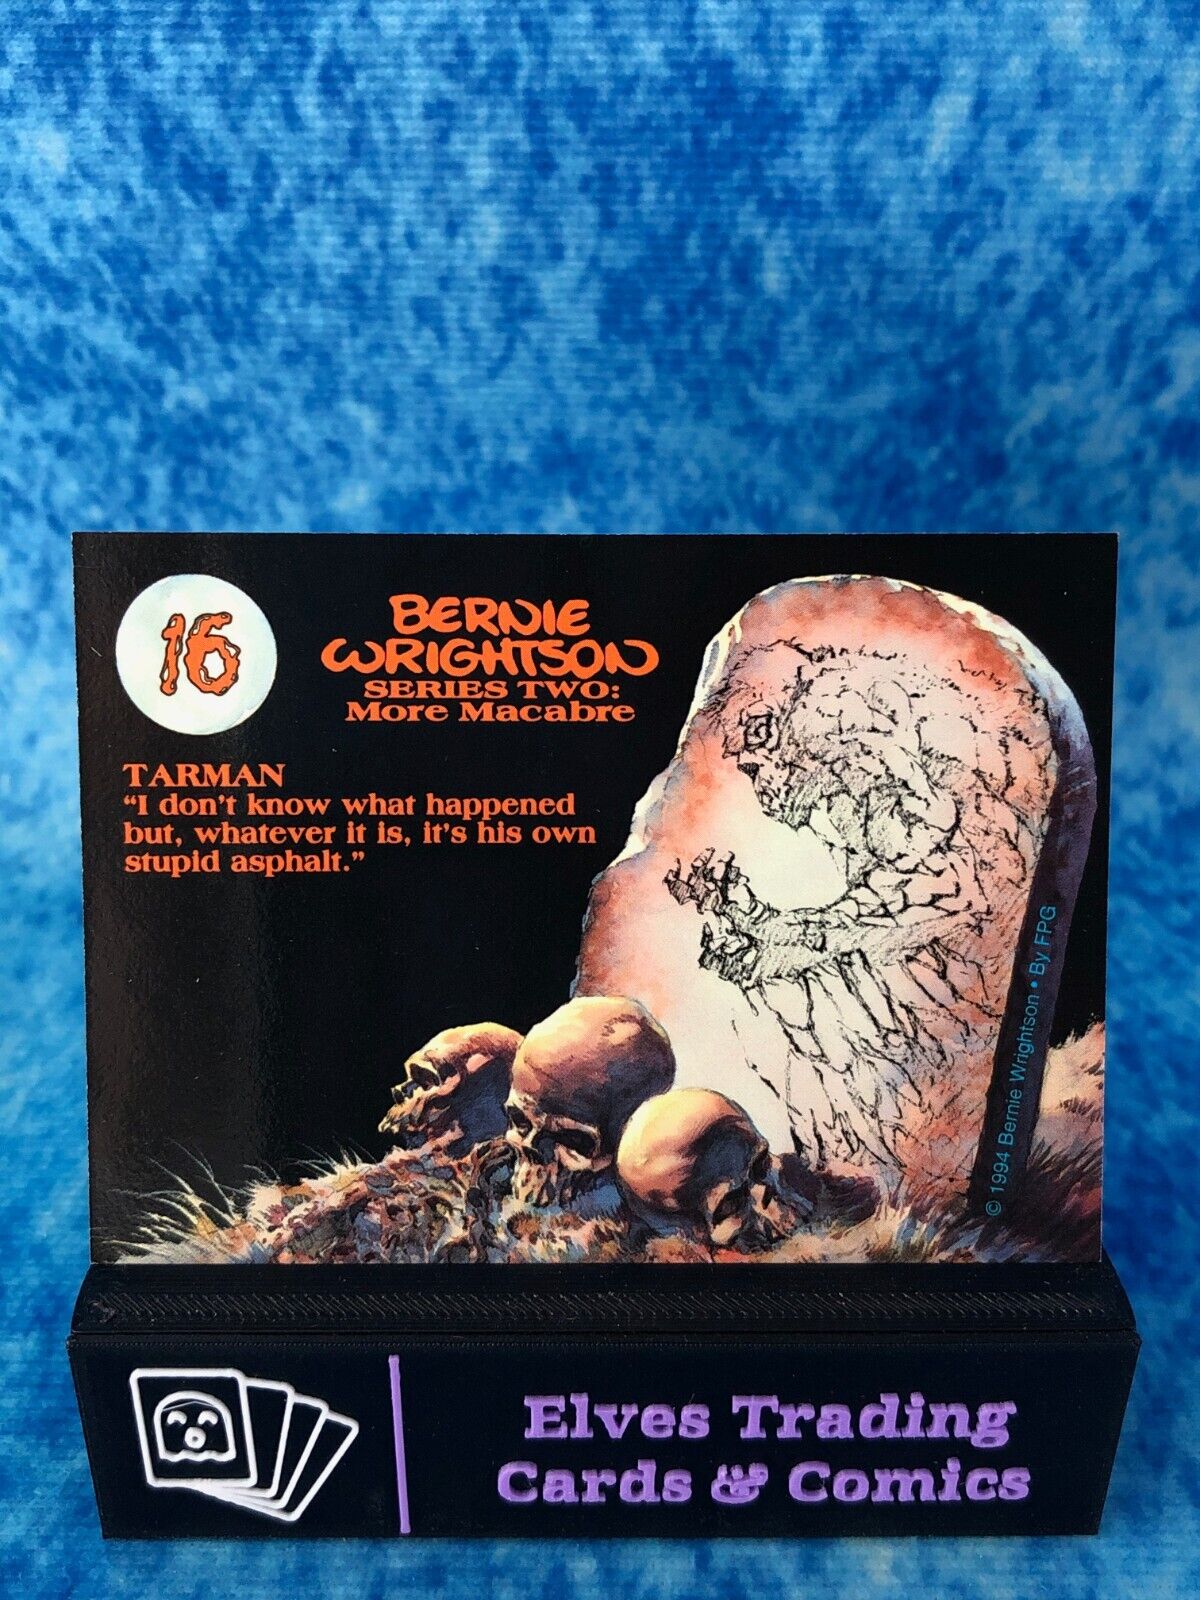 16
BERNIE
WRIGHTSON
SERIES TWO:
More Macabre
TARMAN
“I don't know what happened
but, whatever it is, it's his own
stupid asphalt.”
© 1994 Bernie Wrightson • By FPG
Elves Trading
Cards & Comics